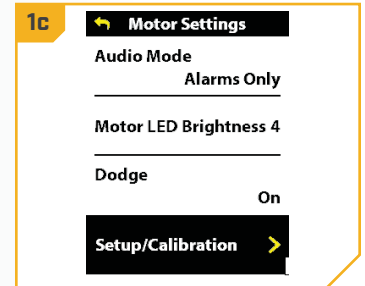 1c
Motor Settings
Audio Mode
Alarms Only
Motor LED Brightness 4
Dodge
On
Setup/Calibration